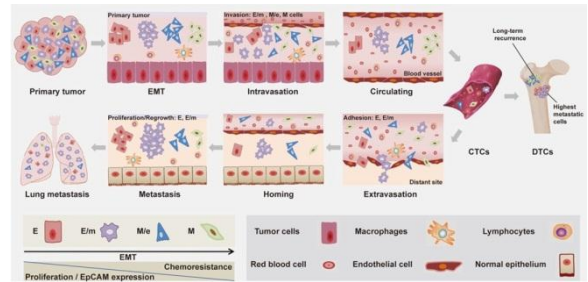 Primary tumor
Invasion: E/m , M/e, M cells
Blood vessel
Long-term
recurrence
Highest
metastatic
cells
Primary tumor
EMT
Intravasation
Circulating
CTCs
DTCs
Proliferation/Regrowth: E, E/m
Adhesion: E, E/m
Distant site
Lung metastasis
Metastasis
Homing
Extravasation
E
E/m
M/e
M
EMT
Chemoresistance
Proliferation / EpCAM expression
Tumor cells
Macrophages
Lymphocytes
Red blood cell
Endothelial cell
Normal epithelium